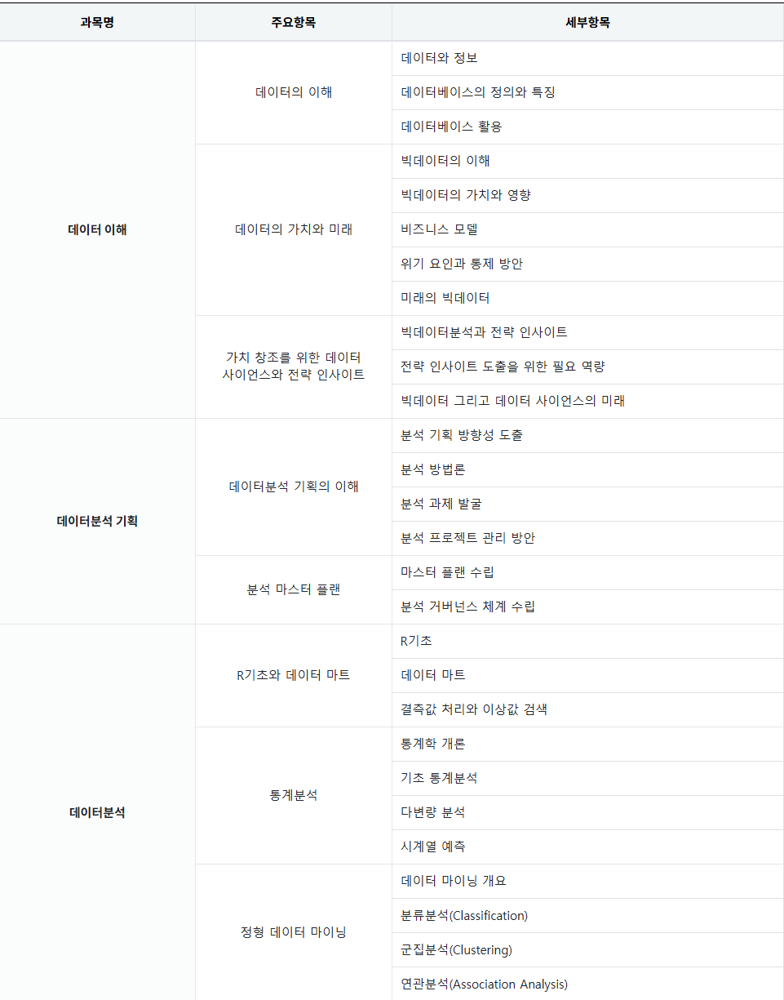 과목명
주요항목
세부항목
데이터 이해
데이터의 이해
데이터와 정보
데이터베이스의 정의와 특징
데이터베이스 활용
데이터의 가치와 미래
빅데이터의 이해
빅데이터의 가치와 영향
비즈니스 모델
위기 요인과 통제 방안
미래의 빅데이터
가치 창조를 위한 데이터
사이언스와 전략 인사이트
빅데이터분석과 전략 인사이트
전략 인사이트 도출을 위한 필요 역량
빅데이터 그리고 데이터 사이언스의 미래
데이터분석 기획
데이터분석 기획의 이해
분석 기획 방향성 도출
분석 방법론
분석 과제 발굴
분석 프로젝트 관리 방안
분석 마스터 플랜
마스터 플랜 수립
분석 거버넌스 체계 수립
데이터분석
R기초와 데이터 마트
R기초
데이터 마트
결측값 처리와 이상값 검색
통계분석
통계학 개론
기초 통계분석
다변량 분석
시계열 예측
정형 데이터 마이닝
데이터 마이닝 개요
분류분석(Classification)
군집분석(Clustering)
연관분석(Association Analysis)